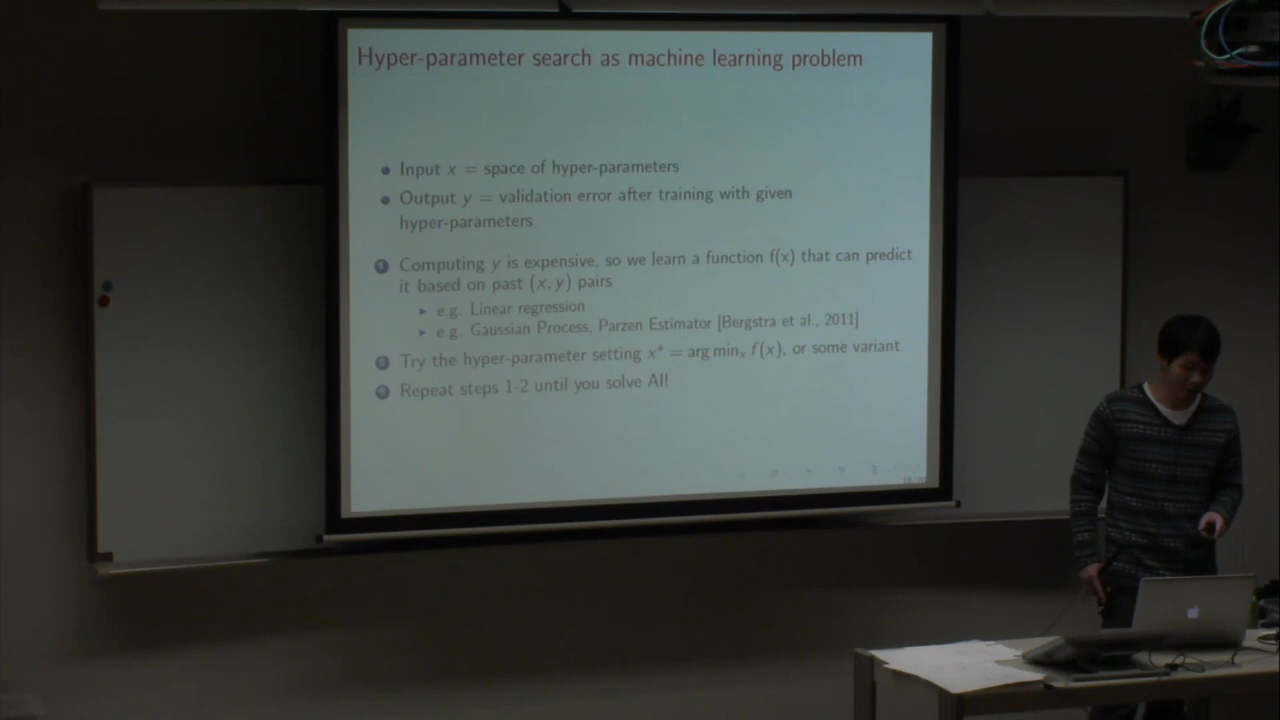 Hyper-parameter search as machine learning problem
Input x = space of hyper-parameters
Output y = validation error after training with given
hyper-parameters
1 Computing y is expensive, so we learn a function f(x) that can predict
it based on past (x, y) pairs
e.g. Linear regression
e.g. Gaussian Process, Parzen Estimator [Bergstra et al., 2011]
Try the hyper-parameter setting x* = arg minₓ f(x), or some variant
Repeat steps 1-2 until you solve AI!